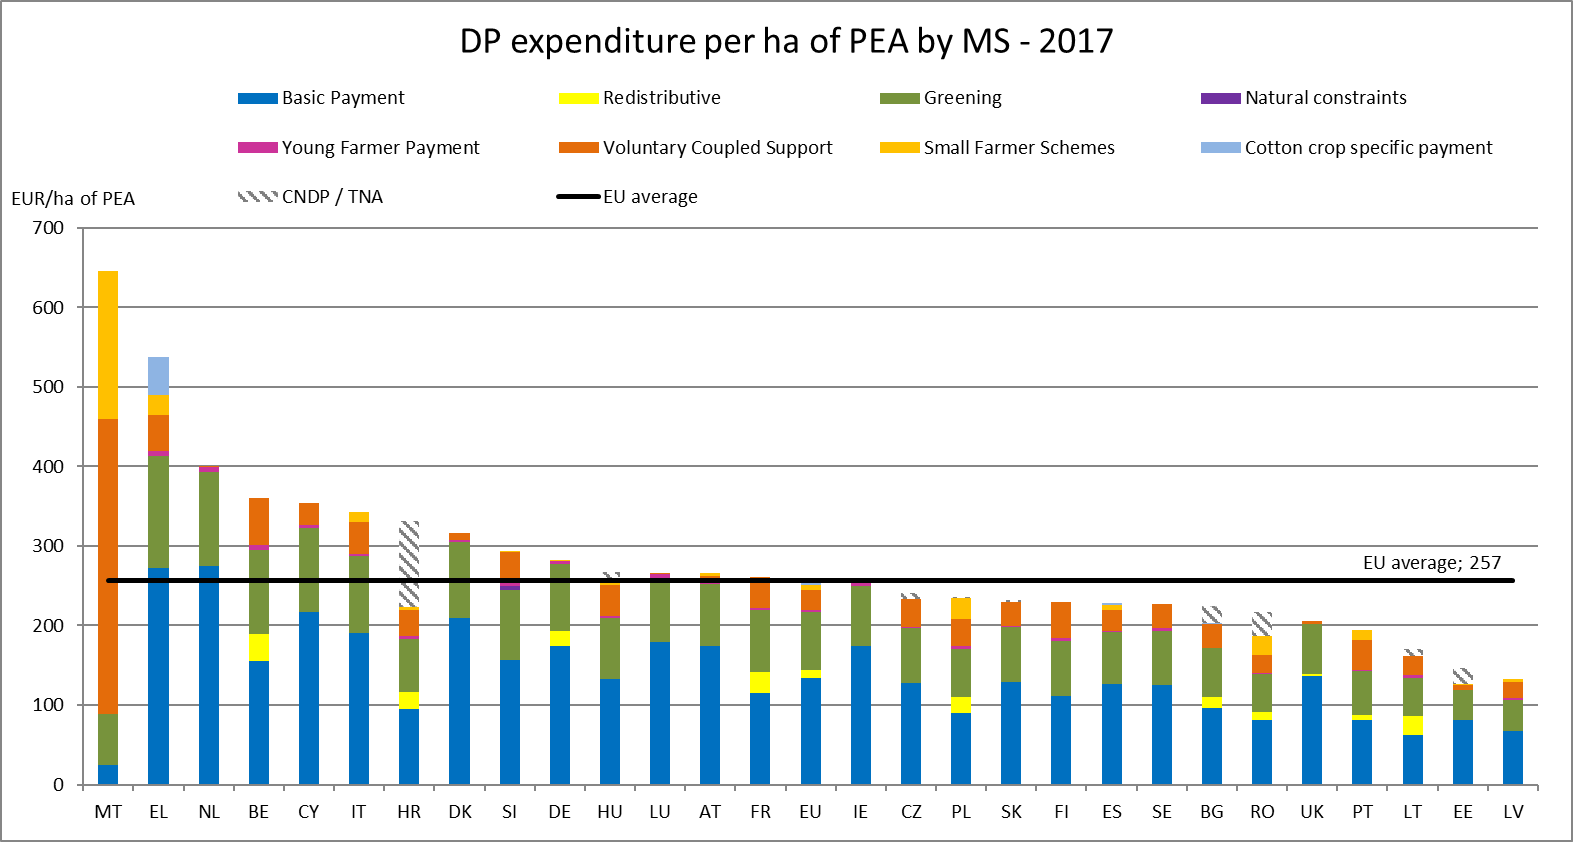 DP expenditure per ha of PEA by MS - 2017
Basic Payment Redistributive Greening Natural constraints
Young Farmer Payment Voluntary Coupled Support Small Farmer Schemes Cotton crop specific payment
CNDP / TNA EU average
EUR/ha of PEA
700
600
500
400
300
EU average; 257
200
100
0
MT EL NL BE CY IT HR DK SI DE HU LU AT FR EU IE CZ PL SK FI ES SE BG RO UK PT LT EE LV